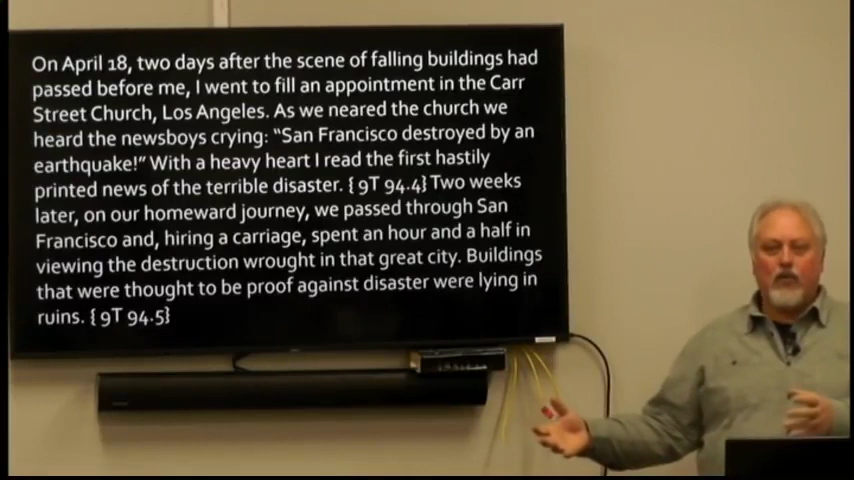 On April 18, two days after the scene of falling buildings had
passed before me, I went to fill an appointment in the Carr
Street Church, Los Angeles. As we neared the church we
heard the newsboys crying: “San Francisco destroyed by an
earthquake!” With a heavy heart I read the first hastily
printed news of the terrible disaster. { 9T 94.4} Two weeks
later, on our homeward journey, we passed through San
Francisco and, hiring a carriage, spent an hour and a half in
viewing the destruction wrought in that great city. Buildings
that were thought to be proof against disaster were lying in
ruins. { 9T 94.5}